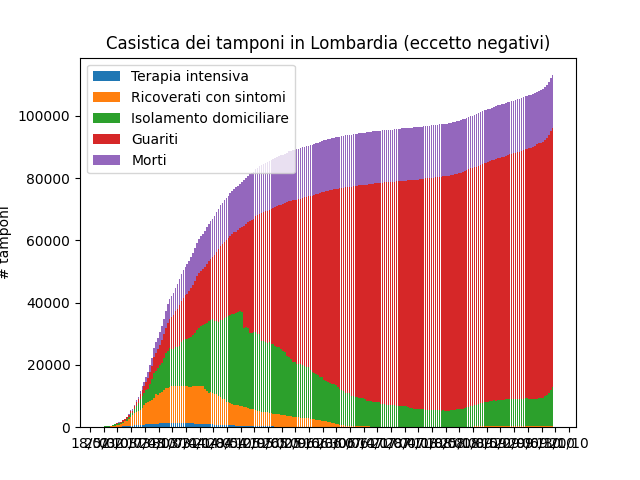 Casistica dei tamponi in Lombardia (eccetto negativi)
Terapia intensiva
Ricoverati con sintomi
Isolamento domiciliare
Guariti
Morti
# tamponi
100000
80000
60000
40000
20000
0